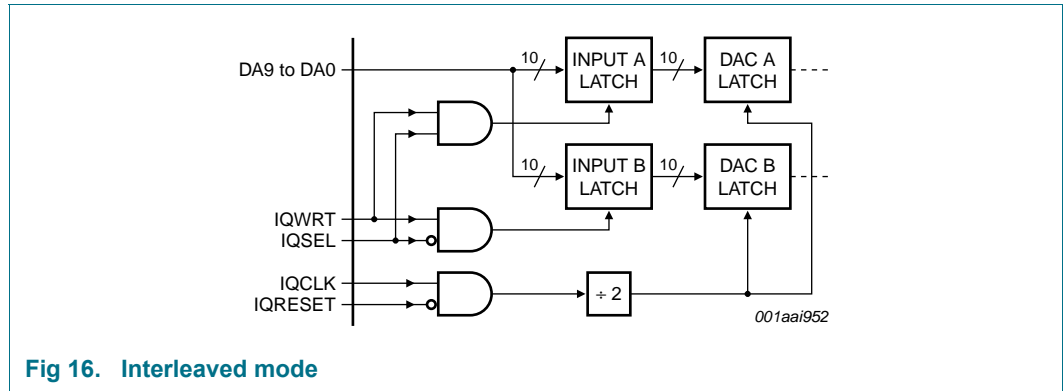 DA9 to DA0
10
INPUT A
LATCH
10
DAC A
LATCH
10
INPUT B
LATCH
10
DAC B
LATCH
IQWRT
IQSEL
IQCLK
IQRESET
÷ 2
001aai952
Fig 16. Interleaved mode